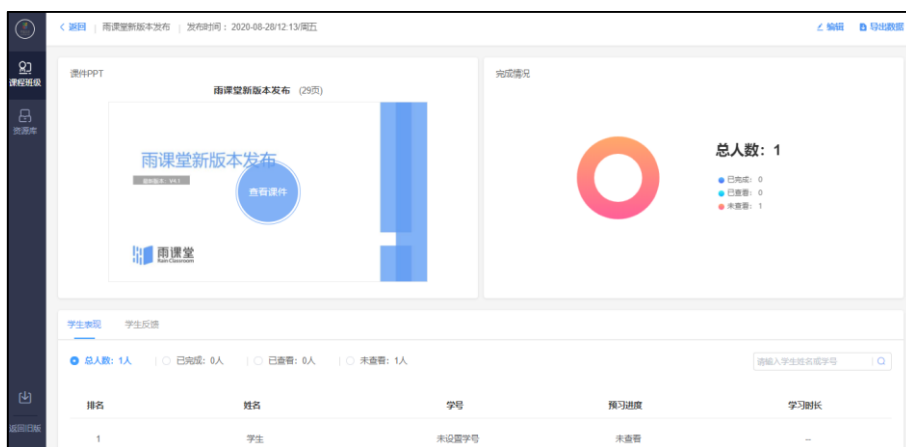 < 返回 | 雨课堂新版本发布 | 发布时间：2020-08-28/12:13/周五
编辑 导出数据
课程班级
资源库
返回旧版
课件PPT
雨课堂新版本发布 (29页)
雨课堂新版本发布
查看课件
雨课堂
Rain Classroom
完成情况
总人数：1
已完成：0
已查看：0
未查看：1
学生表现 学生反馈
总人数：1人 | 已完成：0人 | 已查看：0人 | 未查看：1人
请输入学生姓名或学号
排名 姓名 学号 预习进度 学习时长
1 学生 未设置学号 未查看 --